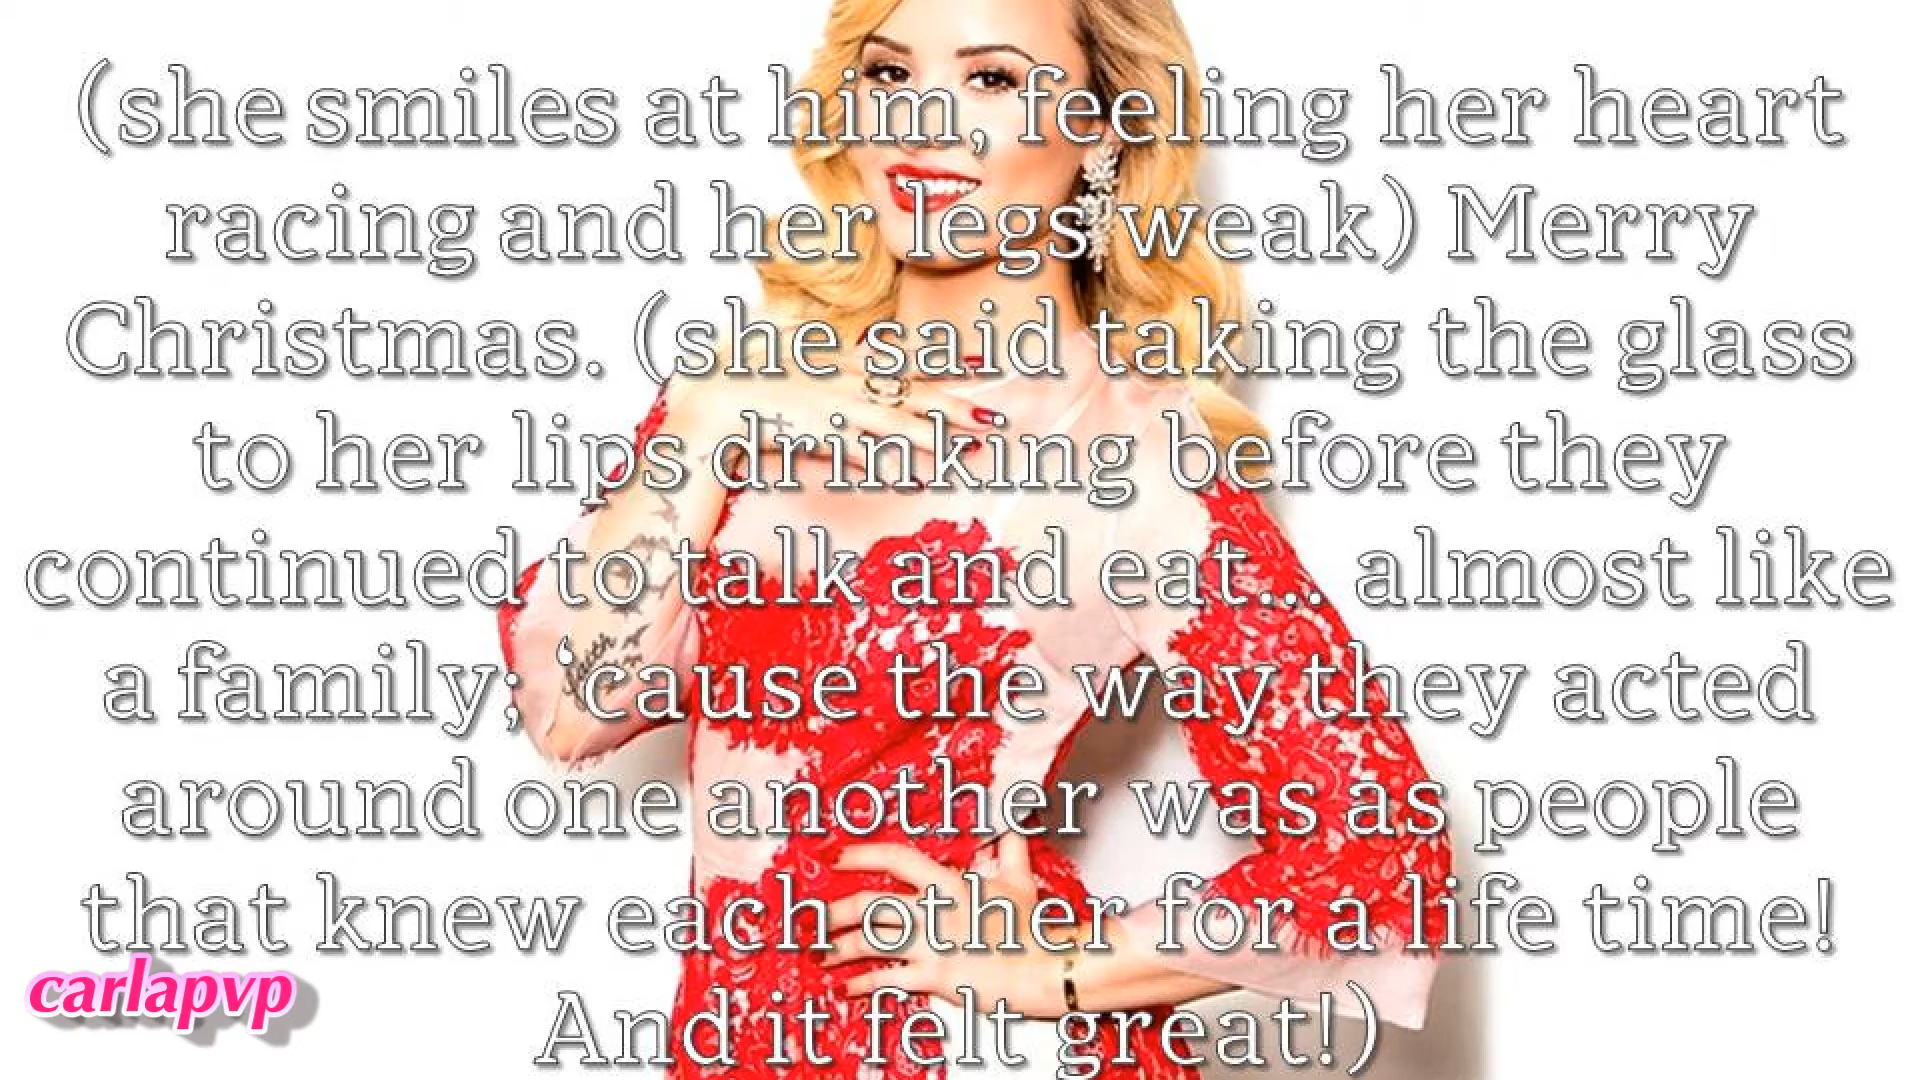 (she smiles at him, feeling her heart
racing and her legs weak) Merry
Christmas. (she said taking the glass
to her lips drinking before they
continued to talk and eat... almost like
a family; 'cause the way they acted
around one another was as people
that knew each other for a life time!
And it felt great!)
carlapvp
faith